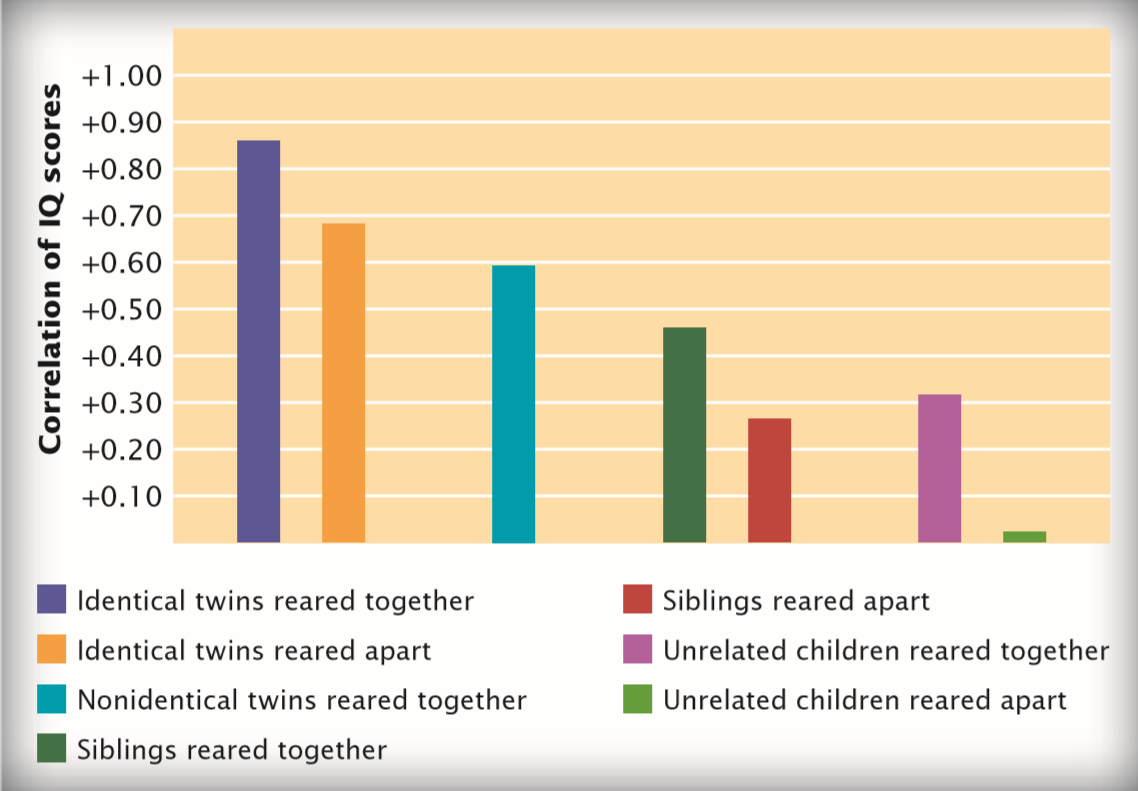 Correlation of IQ scores
+1.00
+0.90
+0.80
+0.70
+0.60
+0.50
+0.40
+0.30
+0.20
+0.10
Identical twins reared together
Identical twins reared apart
Nonidentical twins reared together
Siblings reared together
Siblings reared apart
Unrelated children reared together
Unrelated children reared apart